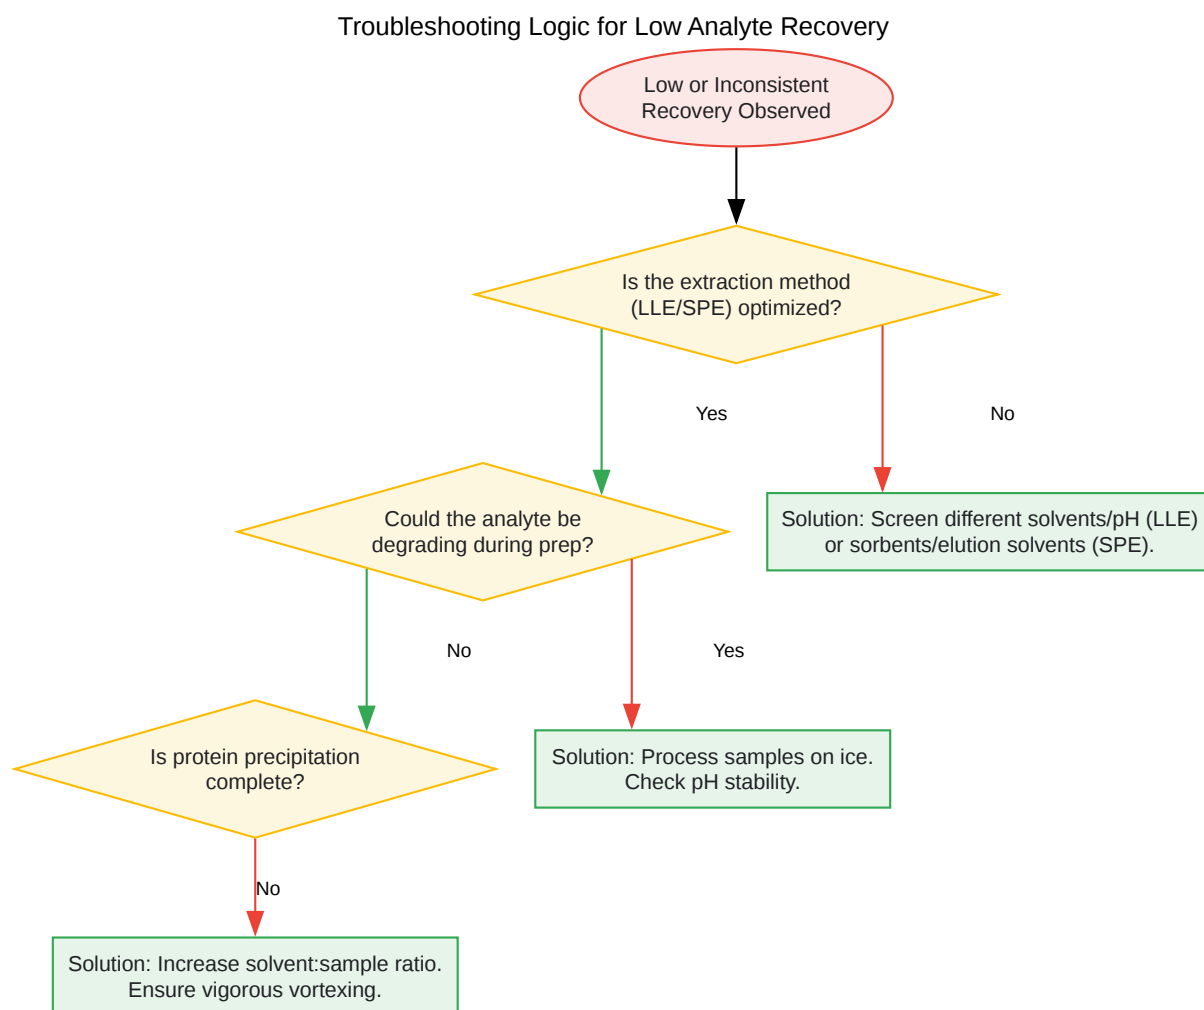 Troubleshooting Logic for Low Analyte Recovery
Low or Inconsistent
Recovery Observed
Is the extraction method
(LLE/SPE) optimized?
Yes
No
Could the analyte be
degrading during prep?
Solution: Screen different solvents/pH (LLE)
or sorbents/elution solvents (SPE).
No
Yes
Is protein precipitation
complete?
Solution: Process samples on ice.
Check pH stability.
No
Solution: Increase solvent:sample ratio.
Ensure vigorous vortexing.